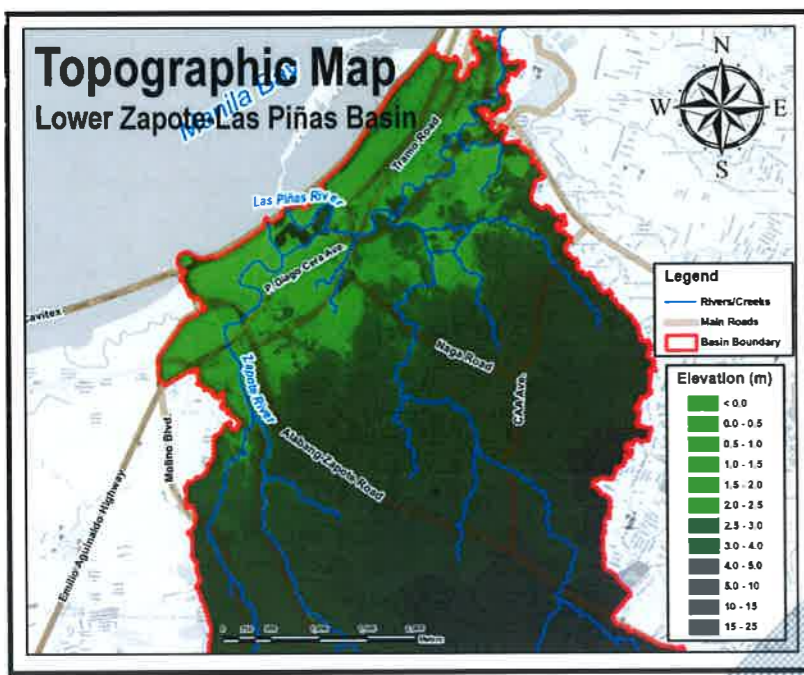 Topographic Map
Manila Bay
Lower Zapote-Las Piñas Basin
N
W
E
S
Tramo Road
Las Piñas River
P. Diego Cera Ave.
Cavitex
Zapote River
Naga Road
CAA Ave.
Molino Blvd.
Alabang-Zapote Road
Emilio Aguinaldo Highway
Legend
Rivers/Creeks
Main Roads
Basin Boundary
Elevation (m)
< 0.0
0.0 - 0.5
0.5 - 1.0
1.0 - 1.5
1.5 - 2.0
2.0 - 2.5
2.5 - 3.0
3.0 - 4.0
4.0 - 5.0
5.0 - 10
10 - 15
15 - 25
0 250 500
Meters